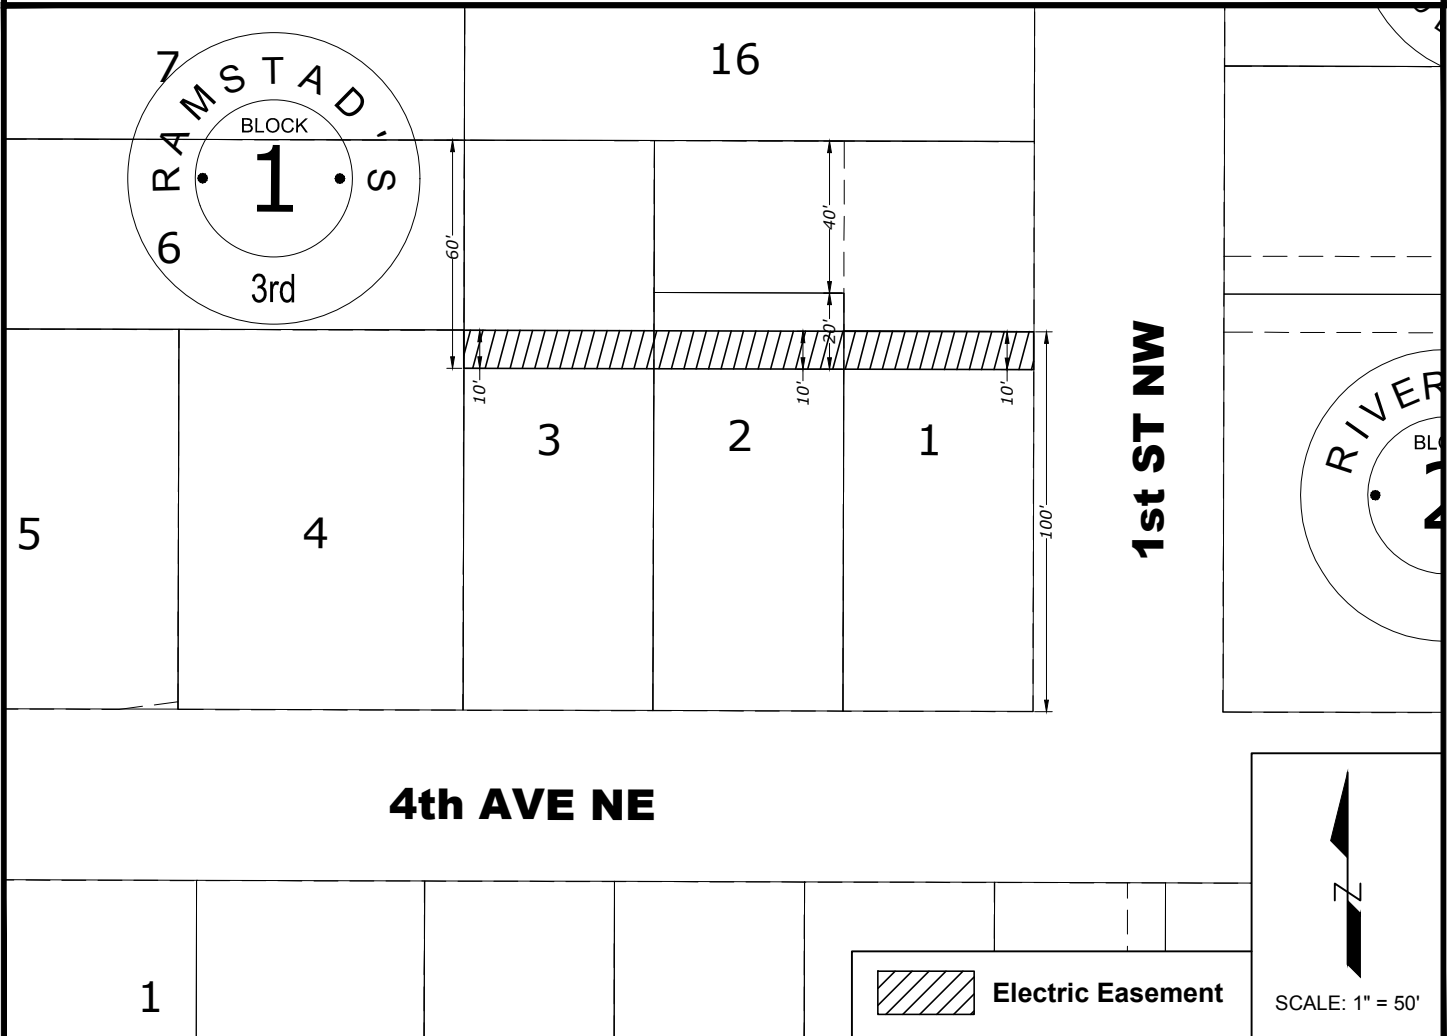 7
16
RAMSTAD'S
BLOCK
1
3rd
6
60'
40'
20'
10'
10'
10'
3
2
1
100'
1st ST NW
5
4
4th AVE NE
1
Electric Easement
N
SCALE: 1" = 50'